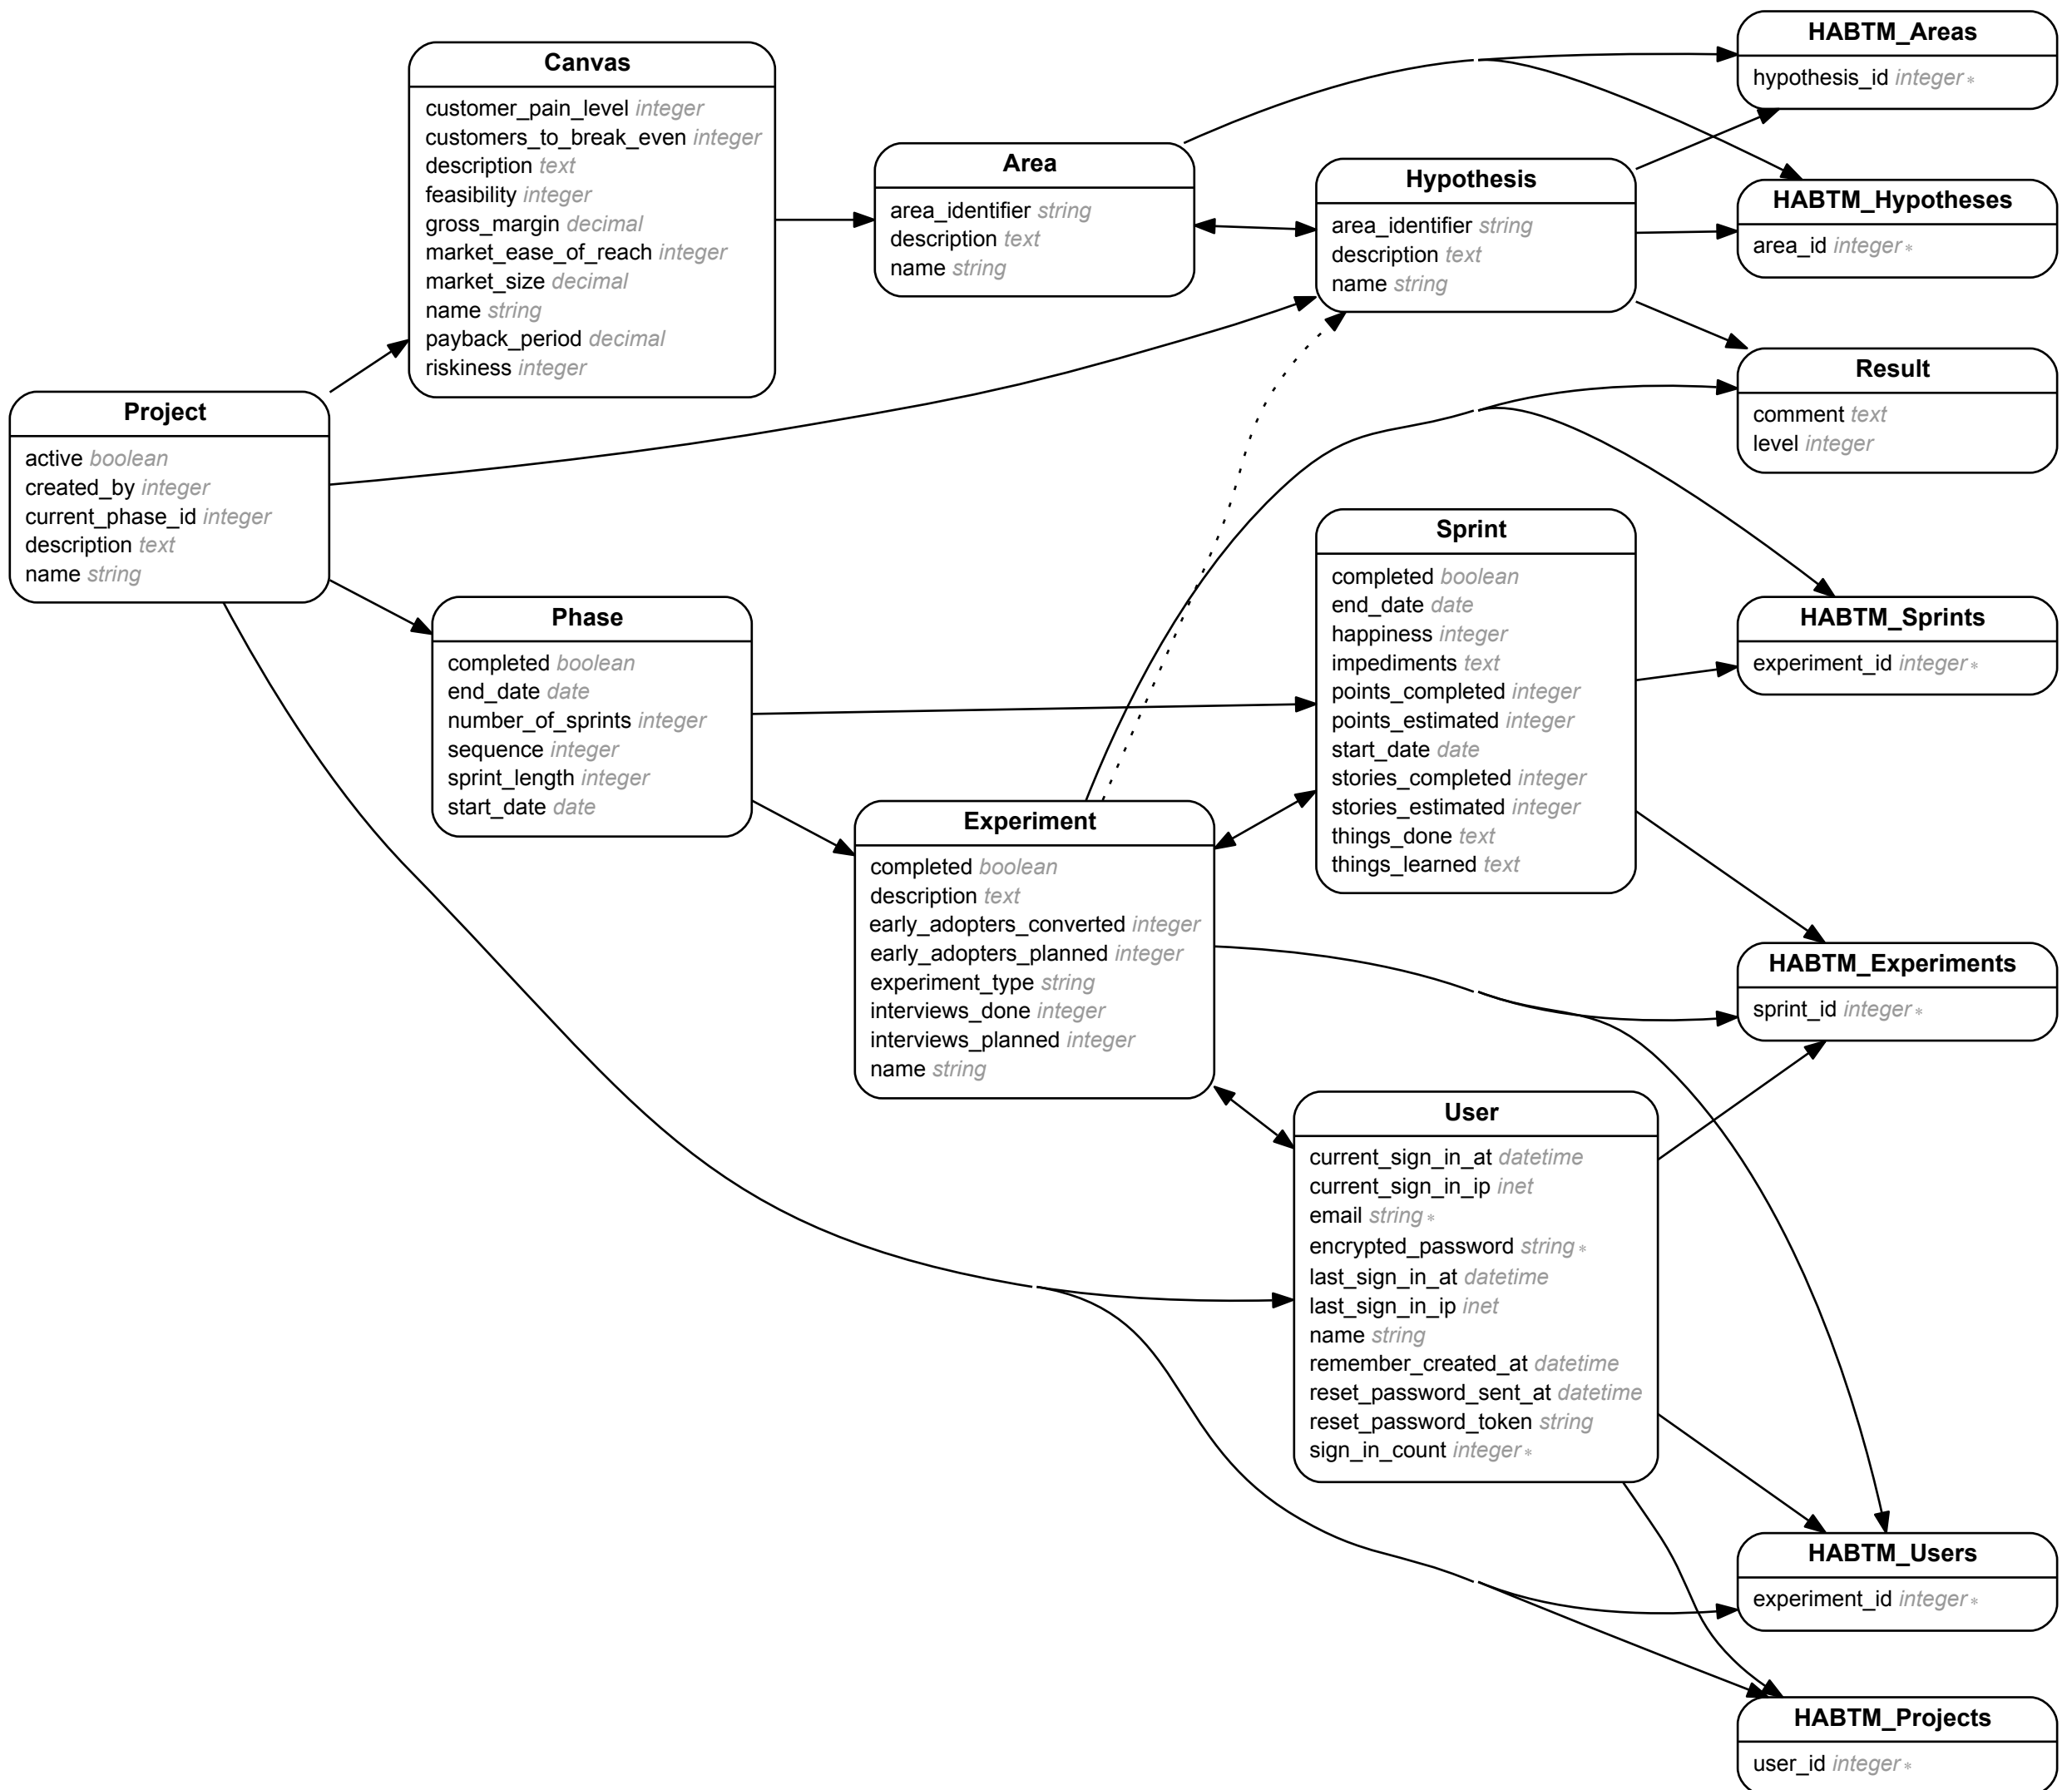 Project
active boolean
created_by integer
current_phase_id integer
description text
name string
Canvas
customer_pain_level integer
customers_to_break_even integer
description text
feasibility integer
gross_margin decimal
market_ease_of_reach integer
market_size decimal
name string
payback_period decimal
riskiness integer
Phase
completed boolean
end_date date
number_of_sprints integer
sequence integer
sprint_length integer
start_date date
Area
area_identifier string
description text
name string
Experiment
completed boolean
description text
early_adopters_converted integer
early_adopters_planned integer
experiment_type string
interviews_done integer
interviews_planned integer
name string
Hypothesis
area_identifier string
description text
name string
Sprint
completed boolean
end_date date
happiness integer
impediments text
points_completed integer
points_estimated integer
start_date date
stories_completed integer
stories_estimated integer
things_done text
things_learned text
User
current_sign_in_at datetime
current_sign_in_ip inet
email string *
encrypted_password string *
last_sign_in_at datetime
last_sign_in_ip inet
name string
remember_created_at datetime
reset_password_sent_at datetime
reset_password_token string
sign_in_count integer *
HABTM_Areas
hypothesis_id integer *
HABTM_Hypotheses
area_id integer *
Result
comment text
level integer
HABTM_Sprints
experiment_id integer *
HABTM_Experiments
sprint_id integer *
HABTM_Users
experiment_id integer *
HABTM_Projects
user_id integer *